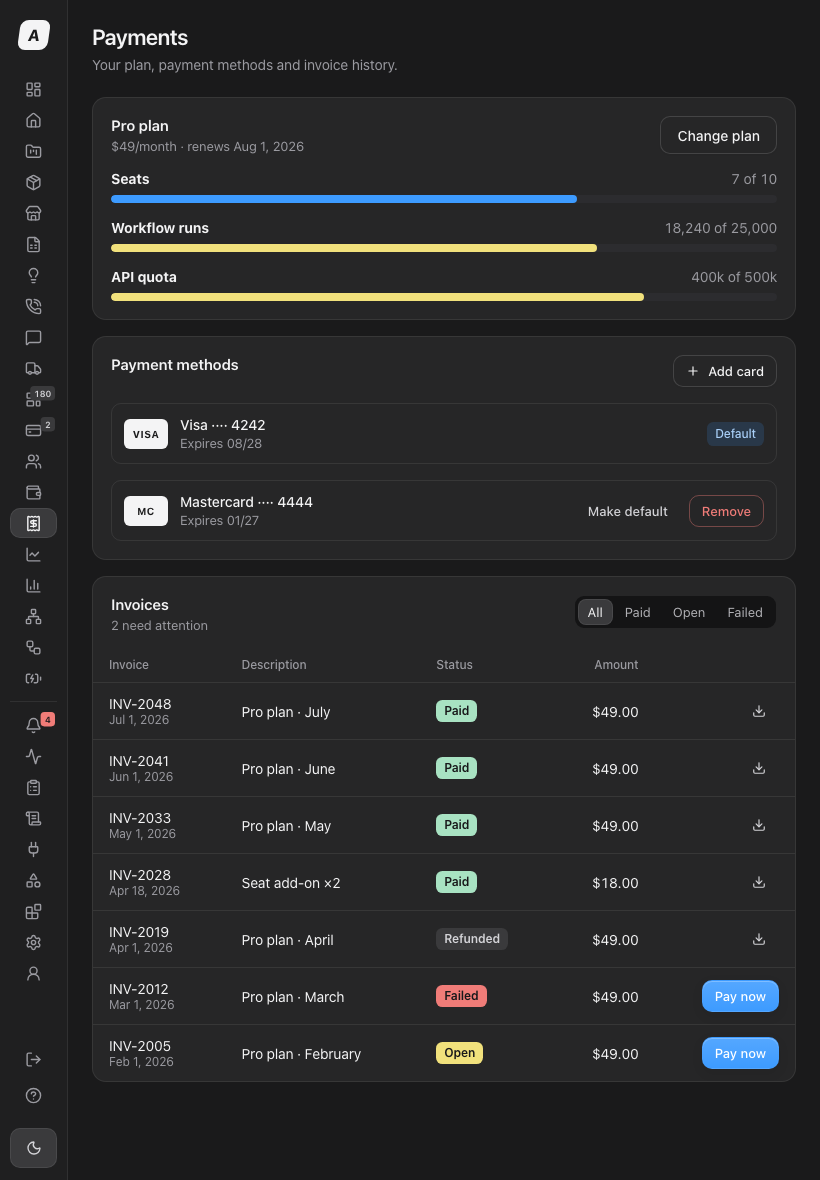 A
Payments
Your plan, payment methods and invoice history.
Pro plan
$49/month · renews Aug 1, 2026
Change plan
Seats
7 of 10
Workflow runs
18,240 of 25,000
API quota
400k of 500k
Payment methods
Add card
VISA
Visa ···· 4242
Expires 08/28
Default
MC
Mastercard ···· 4444
Expires 01/27
Make default
Remove
180
2
4
Invoices
2 need attention
All Paid Open Failed
Invoice Description Status Amount
INV-2048
Jul 1, 2026
Pro plan · July
Paid
$49.00
INV-2041
Jun 1, 2026
Pro plan · June
Paid
$49.00
INV-2033
May 1, 2026
Pro plan · May
Paid
$49.00
INV-2028
Apr 18, 2026
Seat add-on ×2
Paid
$18.00
INV-2019
Apr 1, 2026
Pro plan · April
Refunded
$49.00
INV-2012
Mar 1, 2026
Pro plan · March
Failed
$49.00
Pay now
INV-2005
Feb 1, 2026
Pro plan · February
Open
$49.00
Pay now